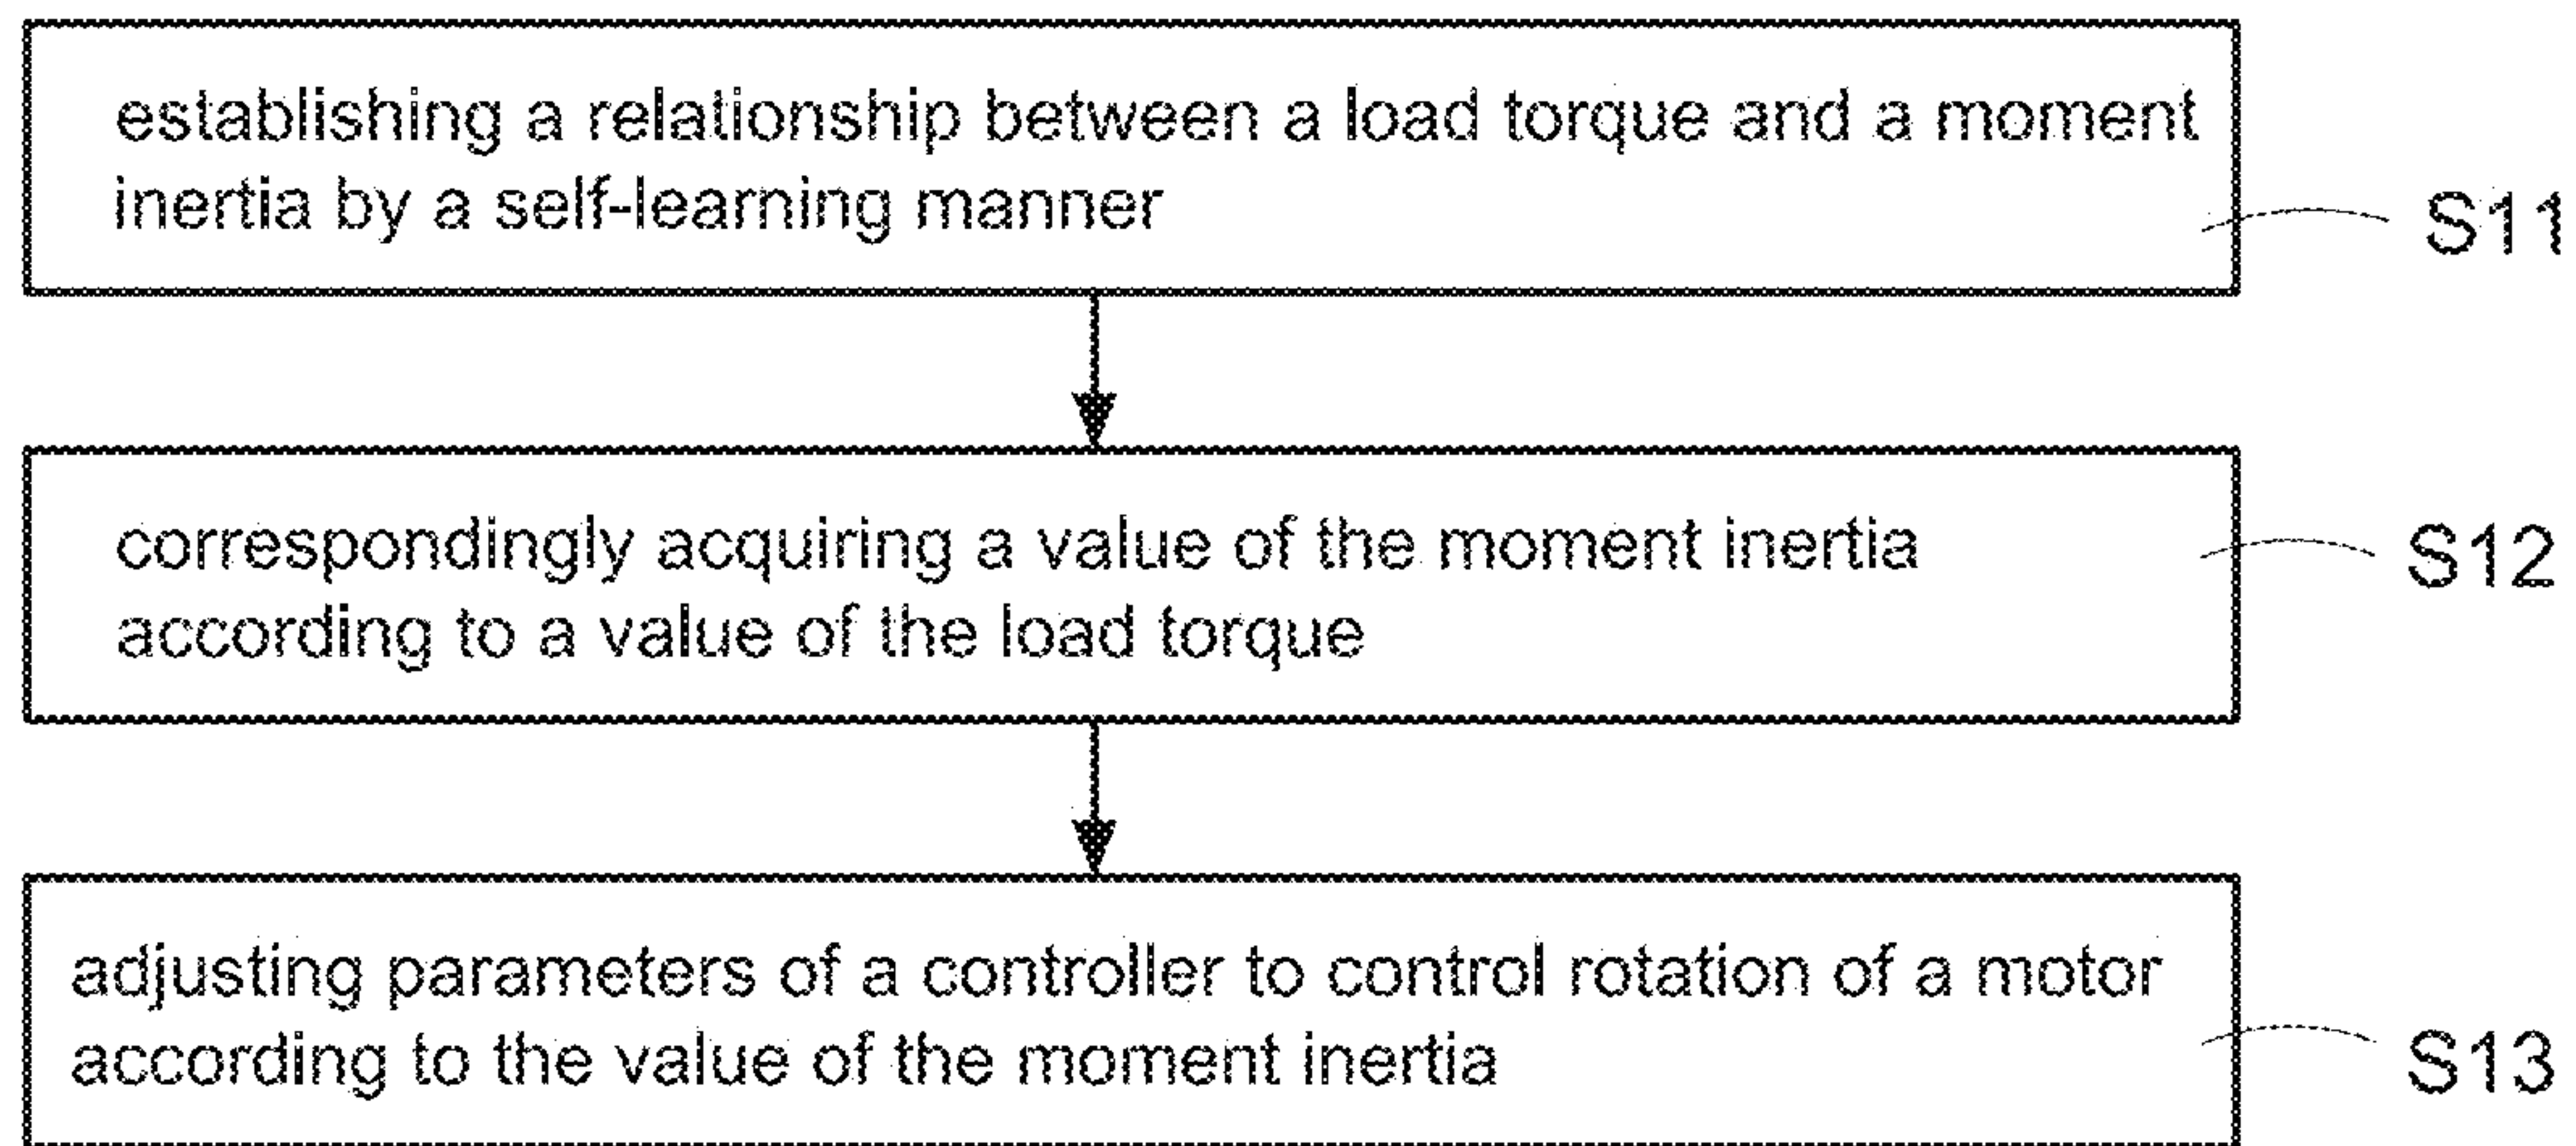 establishing a relationship between a load torque and a moment
inertia by a self-learning manner
S11
correspondingly acquiring a value of the moment inertia
according to a value of the load torque
S12
adjusting parameters of a controller to control rotation of a motor
according to the value of the moment inertia
S13